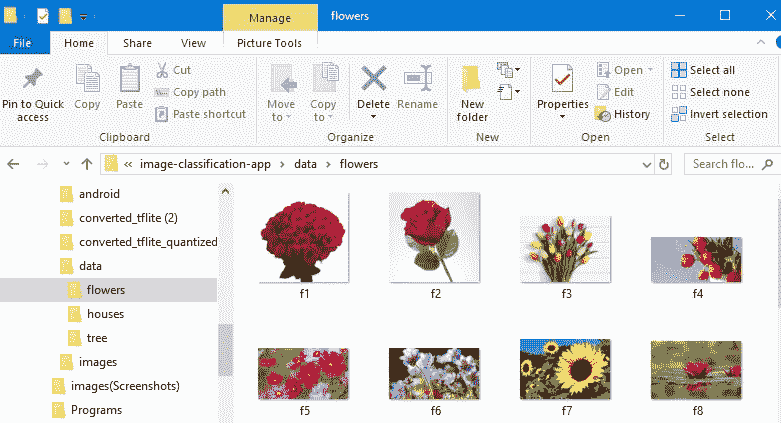 Manage flowers
File Home Share View Picture Tools
Pin to Quick access
Copy
Paste
Cut
Copy path
Paste shortcut
Move to
Copy to
Delete
Rename
New folder
Properties
Open
Edit
History
Select all
Select none
Invert selection
Clipboard Organize New Open Select
« image-classification-app > data > flowers
Search flo...
android
converted_tflite (2)
converted_tflite_quantized
data
flowers
houses
tree
images
images(Screenshots)
Programs
f1 f2 f3 f4
f5 f6 f7 f8